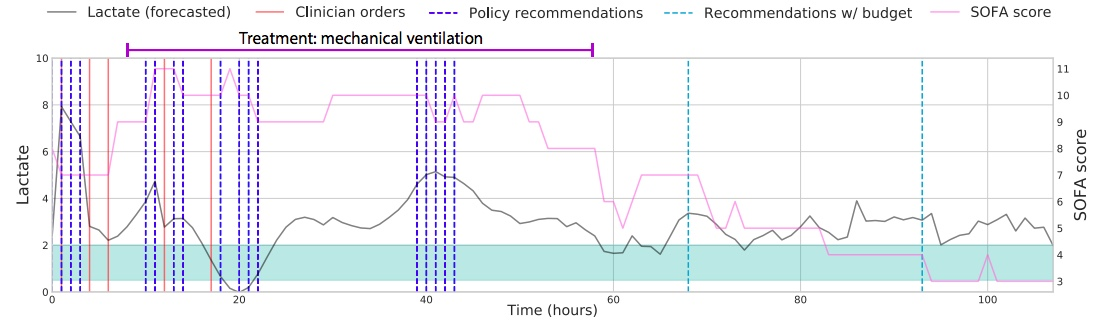 Lactate (forecasted) Clinician orders Policy recommendations Recommendations w/ budget SOFA score
Treatment: mechanical ventilation
10 11
8 10
6 9
4 8
2 7
0 6
5
4
3
Lactate
SOFA score
0 20 40 60 80 100
Time (hours)